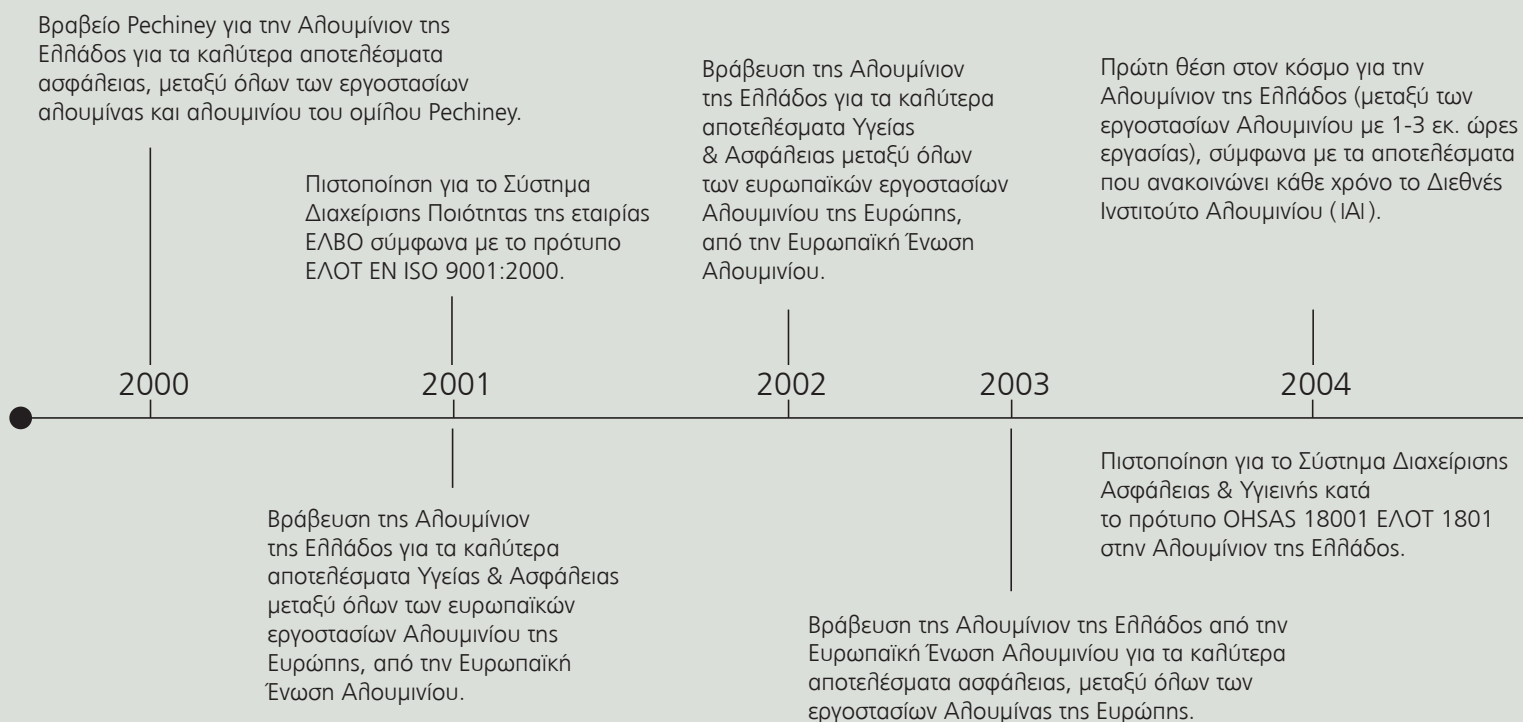 Βραβείο Pechiney για την Αλουμίνιον της
Ελλάδος για τα καλύτερα αποτελέσματα
ασφάλειας, μεταξύ όλων των εργοστασίων
αλουμίνας και αλουμινίου του ομίλου Pechiney.
Πιστοποίηση για το Σύστημα
Διαχείρισης Ποιότητας της εταιρίας
ΕΛΒΟ σύμφωνα με το πρότυπο
ΕΛΟΤ ΕΝ ISO 9001:2000.
Βράβευση της Αλουμίνιον
της Ελλάδος για τα καλύτερα
αποτελέσματα Υγείας
& Ασφάλειας μεταξύ όλων
των ευρωπαϊκών εργοστασίων
Αλουμινίου της Ευρώπης,
από την Ευρωπαϊκή Ένωση
Αλουμινίου.
Πρώτη θέση στον κόσμο για την
Αλουμίνιον της Ελλάδος (μεταξύ των
εργοστασίων Αλουμινίου με 1-3 εκ. ώρες
εργασίας), σύμφωνα με τα αποτελέσματα
που ανακοινώνει κάθε χρόνο το Διεθνές
Ινστιτούτο Αλουμινίου (IAI).
2000
2001
2002
2003
2004
Βράβευση της Αλουμίνιον
της Ελλάδος για τα καλύτερα
αποτελέσματα Υγείας & Ασφάλειας
μεταξύ όλων των ευρωπαϊκών
εργοστασίων Αλουμινίου της
Ευρώπης, από την Ευρωπαϊκή
Ένωση Αλουμινίου.
Βράβευση της Αλουμίνιον της Ελλάδος από την
Ευρωπαϊκή Ένωση Αλουμινίου για τα καλύτερα
αποτελέσματα ασφάλειας, μεταξύ όλων των
εργοστασίων Αλουμίνας της Ευρώπης.
Πιστοποίηση για το Σύστημα Διαχείρισης
Ασφάλειας & Υγιεινής κατά
το πρότυπο OHSAS 18001 ΕΛΟΤ 1801
στην Αλουμίνιον της Ελλάδος.